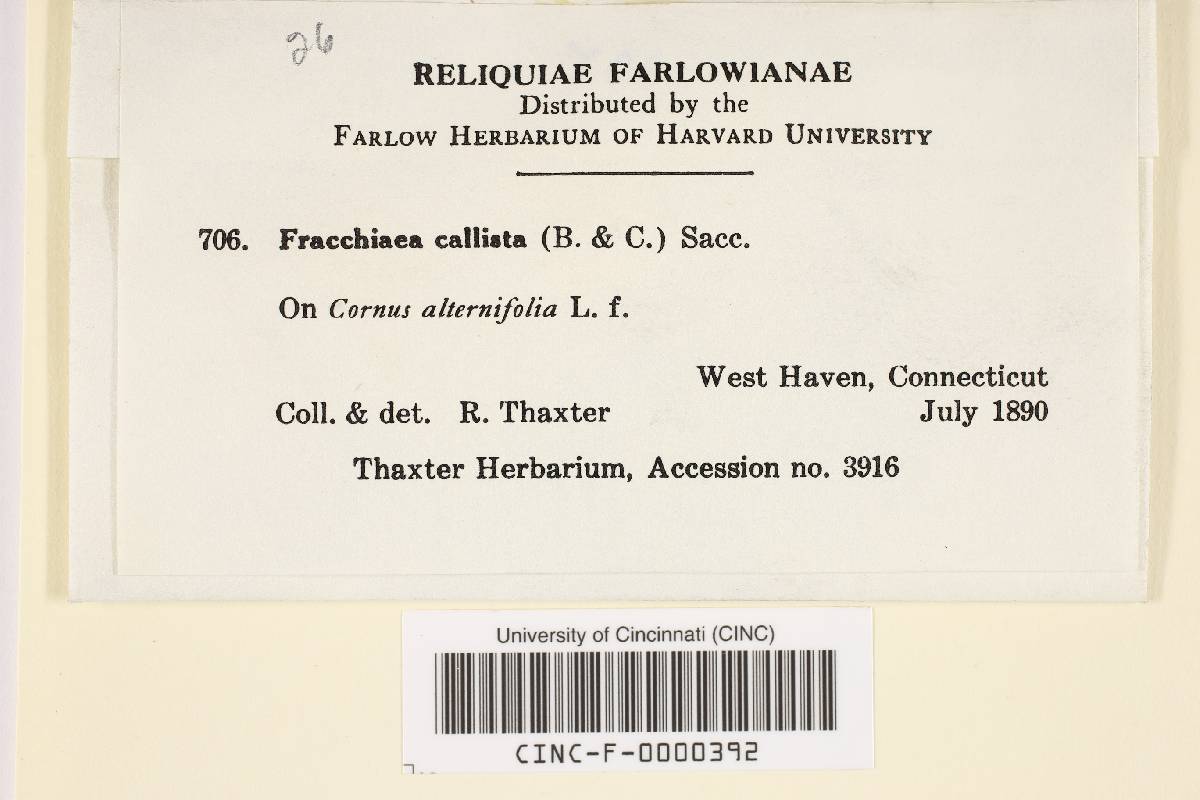 26
RELIQUIAE FARLOWIANAE
Distributed by the
FARLOW HERBARIUM OF HARVARD UNIVERSITY
706. Fracchiaea callista (B. & C.) Sacc.
On Cornus alternifolia L. f.
West Haven, Connecticut
Coll. & det. R. Thaxter July 1890
Thaxter Herbarium, Accession no. 3916
University of Cincinnati (CINC)
CINC-F-0000392